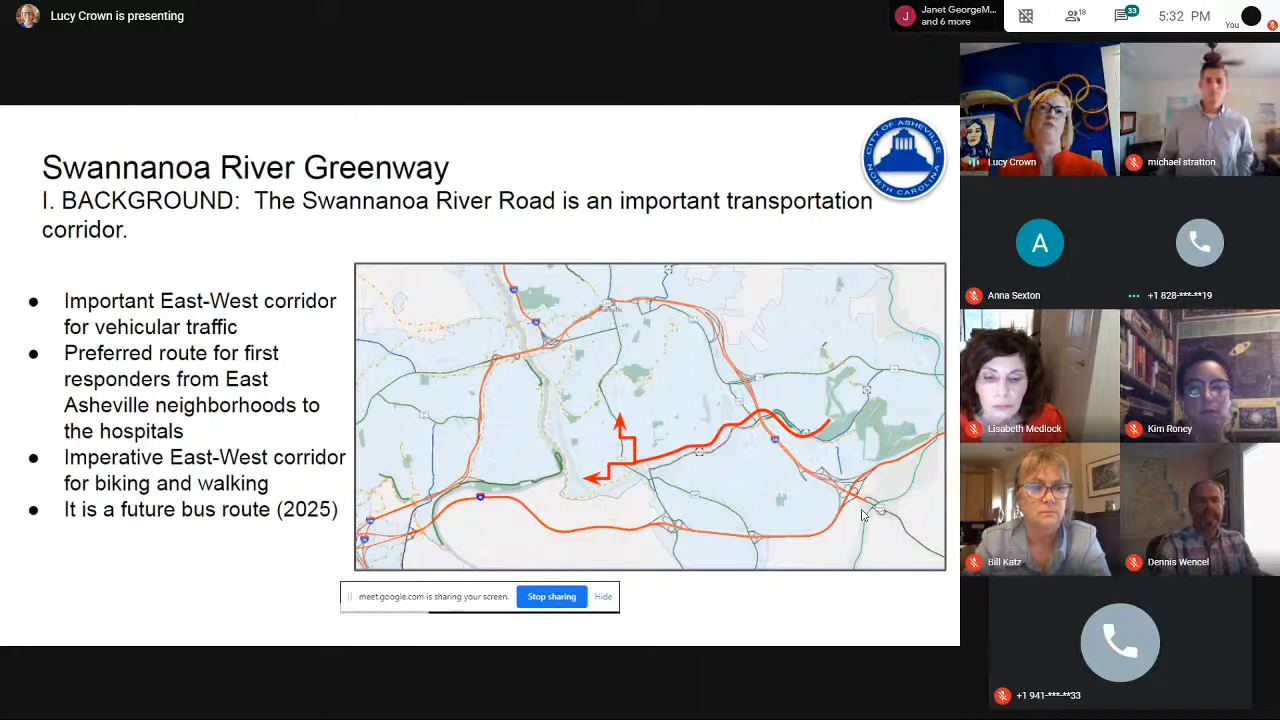 Lucy Crown is presenting
Janet GeorgeM...
and 6 more
18
33
5:32 PM
You
J
Swannanoa River Greenway
I. BACKGROUND: The Swannanoa River Road is an important transportation
corridor.
CITY OF ASHEVILLE
NORTH CAROLINA
● Important East-West corridor
for vehicular traffic
● Preferred route for first
responders from East
Asheville neighborhoods to
the hospitals
● Imperative East-West corridor
for biking and walking
● It is a future bus route (2025)
meet.google.com is sharing your screen.
Stop sharing
Hide
Lucy Crown
michael stratton
A
Anna Sexton
+1 828-***-**19
Lisabeth Medlock
Kim Roney
Bill Katz
Dennis Wencel
+1 941-***-**33